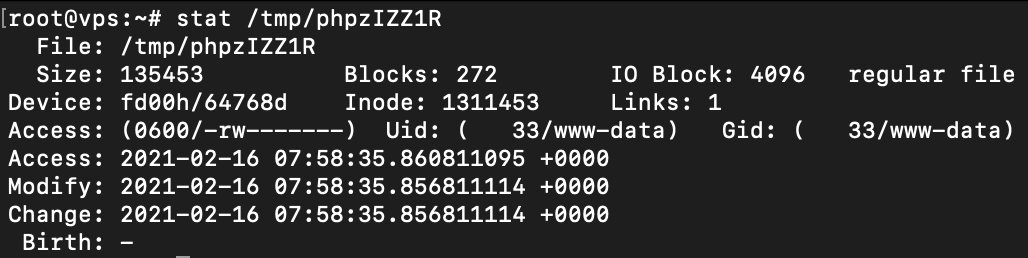 [root@vps:~# stat /tmp/phpzIZZ1R
  File: /tmp/phpzIZZ1R
  Size: 135453          Blocks: 272        IO Block: 4096   regular file
Device: fd00h/64768d    Inode: 1311453     Links: 1
Access: (0600/-rw-------)  Uid: (   33/www-data)   Gid: (   33/www-data)
Access: 2021-02-16 07:58:35.860811095 +0000
Modify: 2021-02-16 07:58:35.856811114 +0000
Change: 2021-02-16 07:58:35.856811114 +0000
 Birth: -